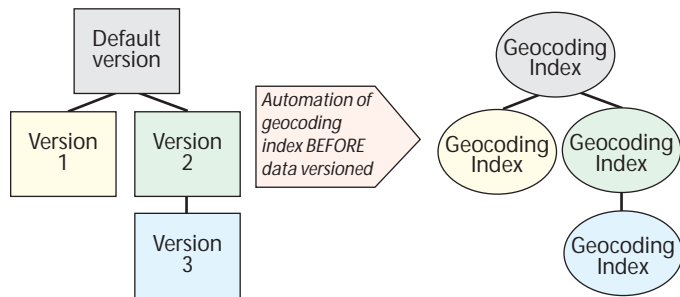 Default
version
Version
1
Version
2
Version
3
Automation of
geocoding
index BEFORE
data versioned
Geocoding
Index
Geocoding
Index
Geocoding
Index
Geocoding
Index